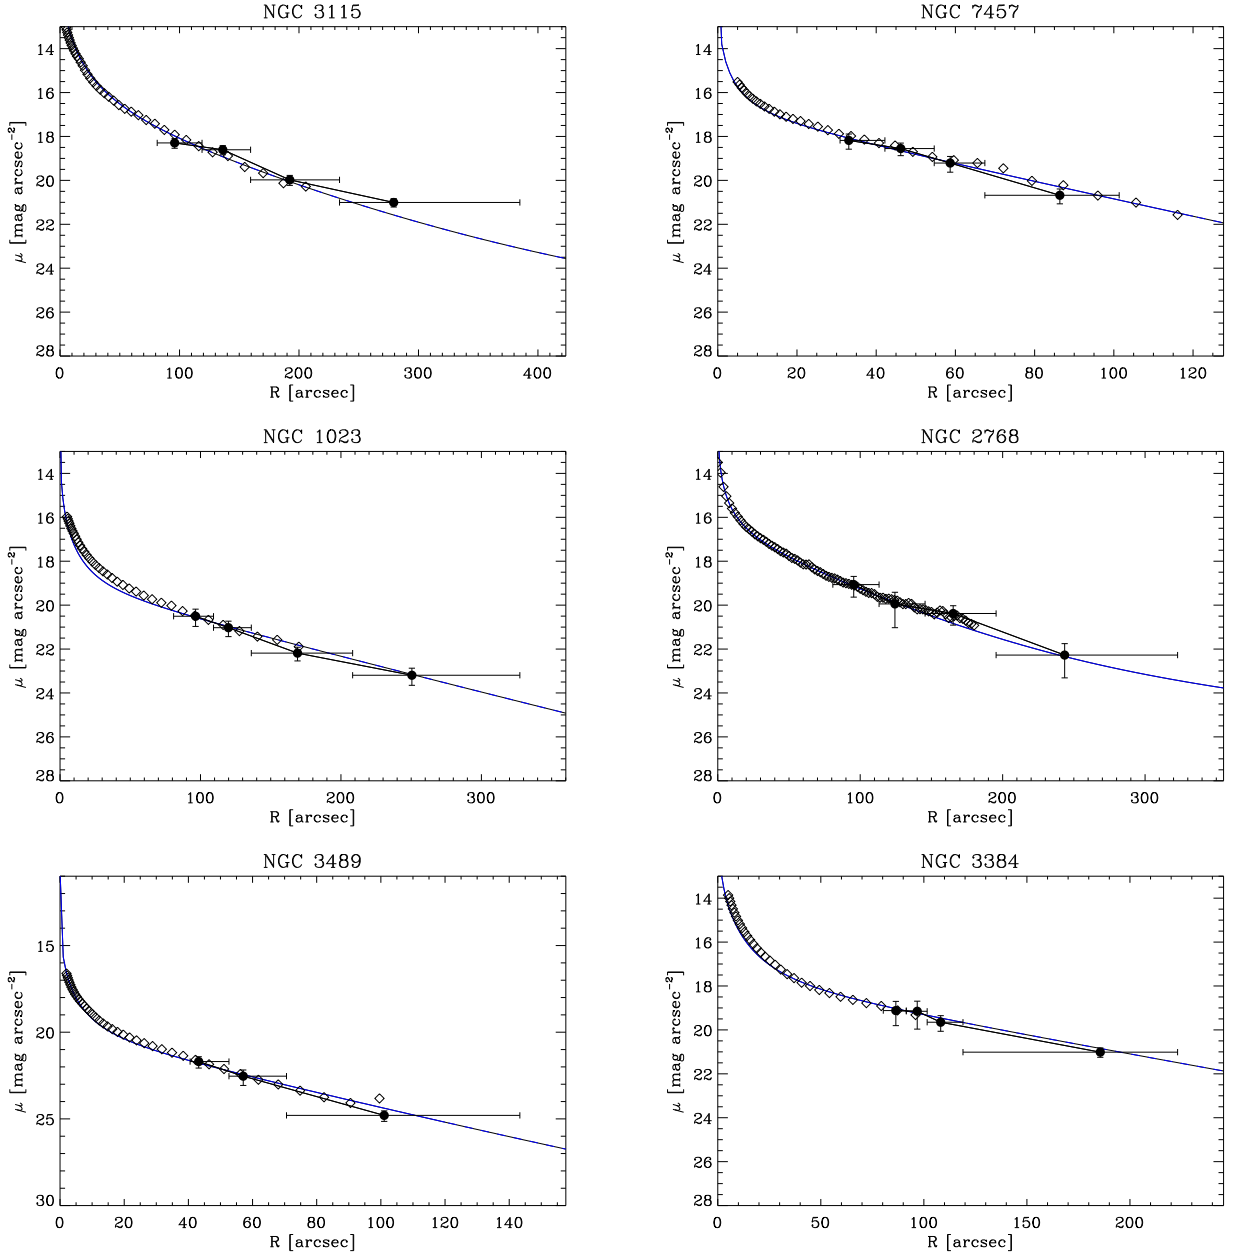 NGC 3115
14
16
18
20
22
24
26
28
μ [mag arcsec⁻²]
0 100 200 300 400
R [arcsec]
NGC 7457
14
16
18
20
22
24
26
28
μ [mag arcsec⁻²]
0 20 40 60 80 100 120
R [arcsec]
NGC 1023
14
16
18
20
22
24
26
28
μ [mag arcsec⁻²]
0 100 200 300
R [arcsec]
NGC 2768
14
16
18
20
22
24
26
28
μ [mag arcsec⁻²]
0 100 200 300
R [arcsec]
NGC 3489
15
20
25
30
μ [mag arcsec⁻²]
0 20 40 60 80 100 120 140
R [arcsec]
NGC 3384
14
16
18
20
22
24
26
28
μ [mag arcsec⁻²]
0 50 100 150 200
R [arcsec]